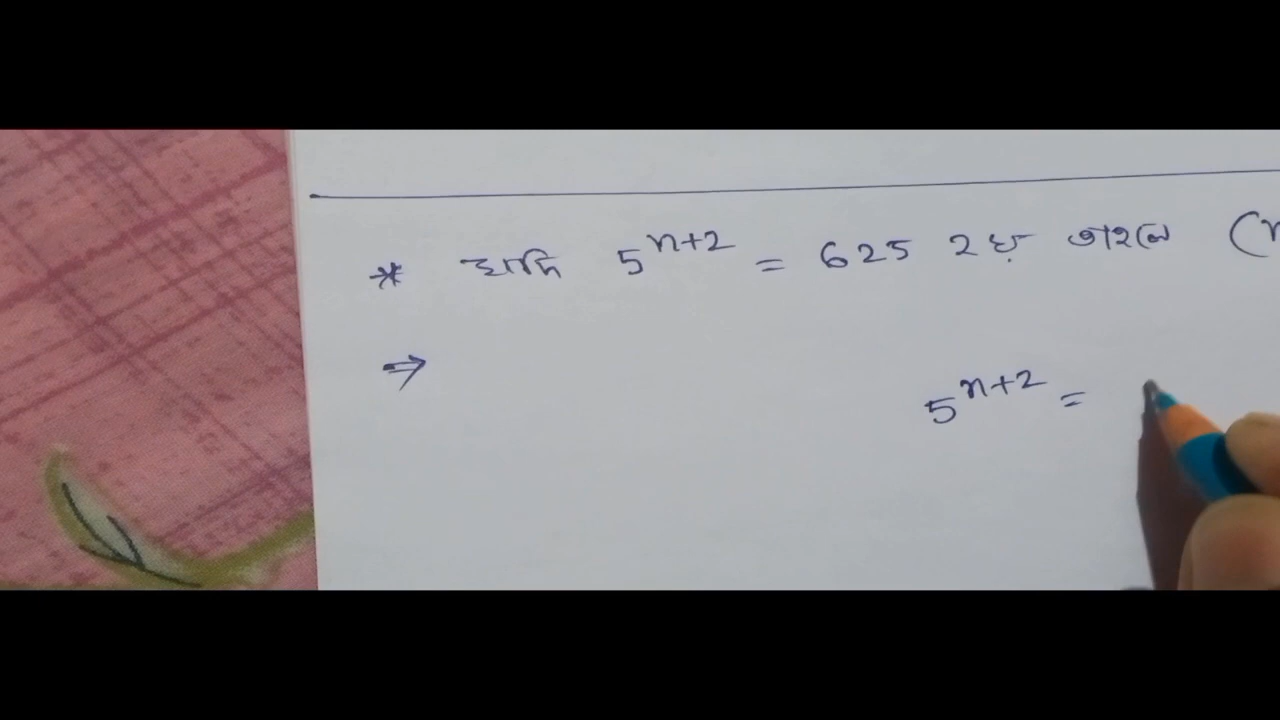 * যদি 5^{n+2} = 625 হয় তাহলে (n
⇒
5^{n+2} =